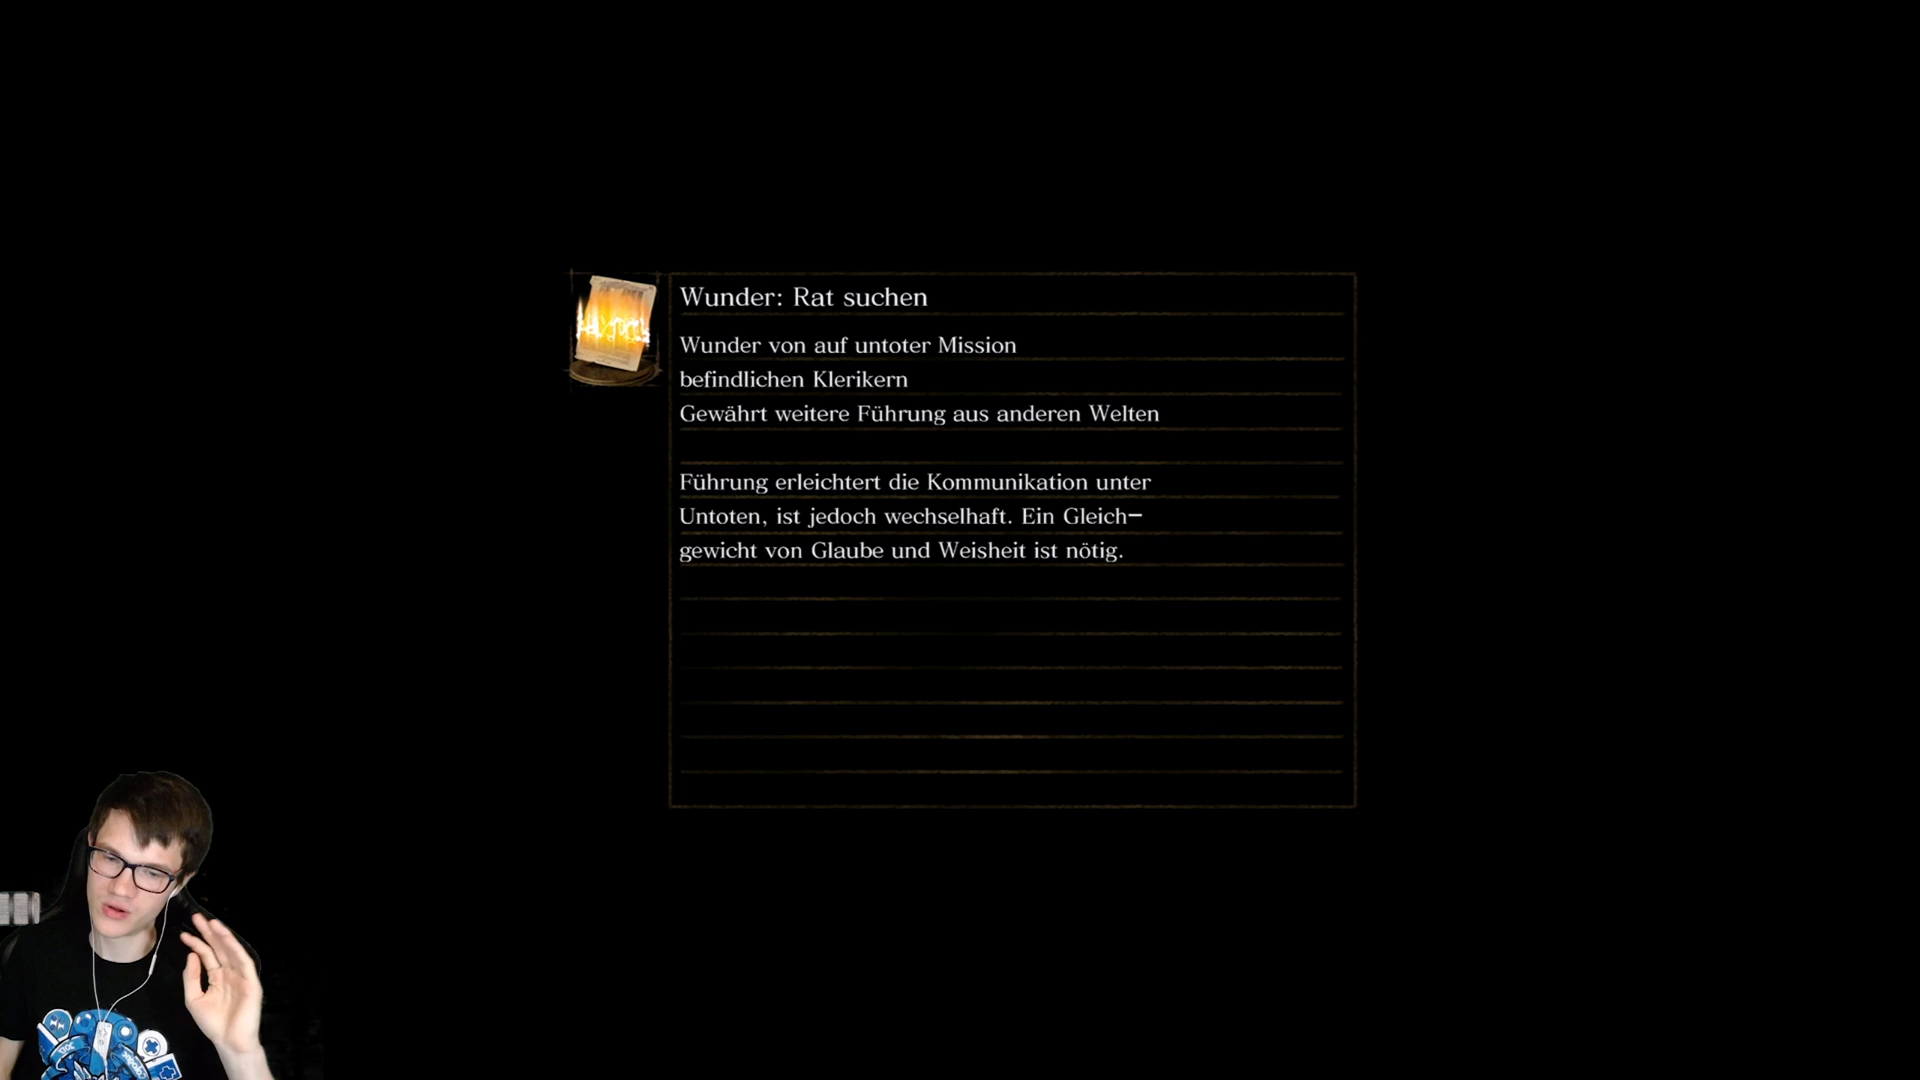 Wunder: Rat suchen
Wunder von auf untoter Mission
befindlichen Klerikern
Gewährt weitere Führung aus anderen Welten
Führung erleichtert die Kommunikation unter
Untoten, ist jedoch wechselhaft. Ein Gleich-
gewicht von Glaube und Weisheit ist nötig.